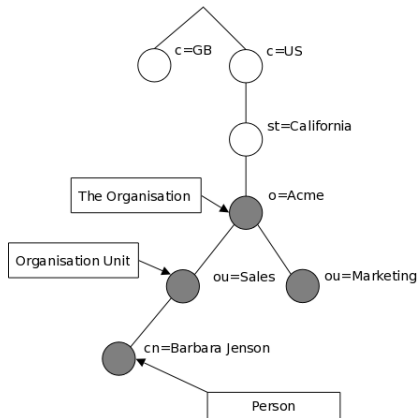 c=GB
c=US
st=California
The Organisation
o=Acme
Organisation Unit
ou=Sales
ou=Marketing
cn=Barbara Jenson
Person